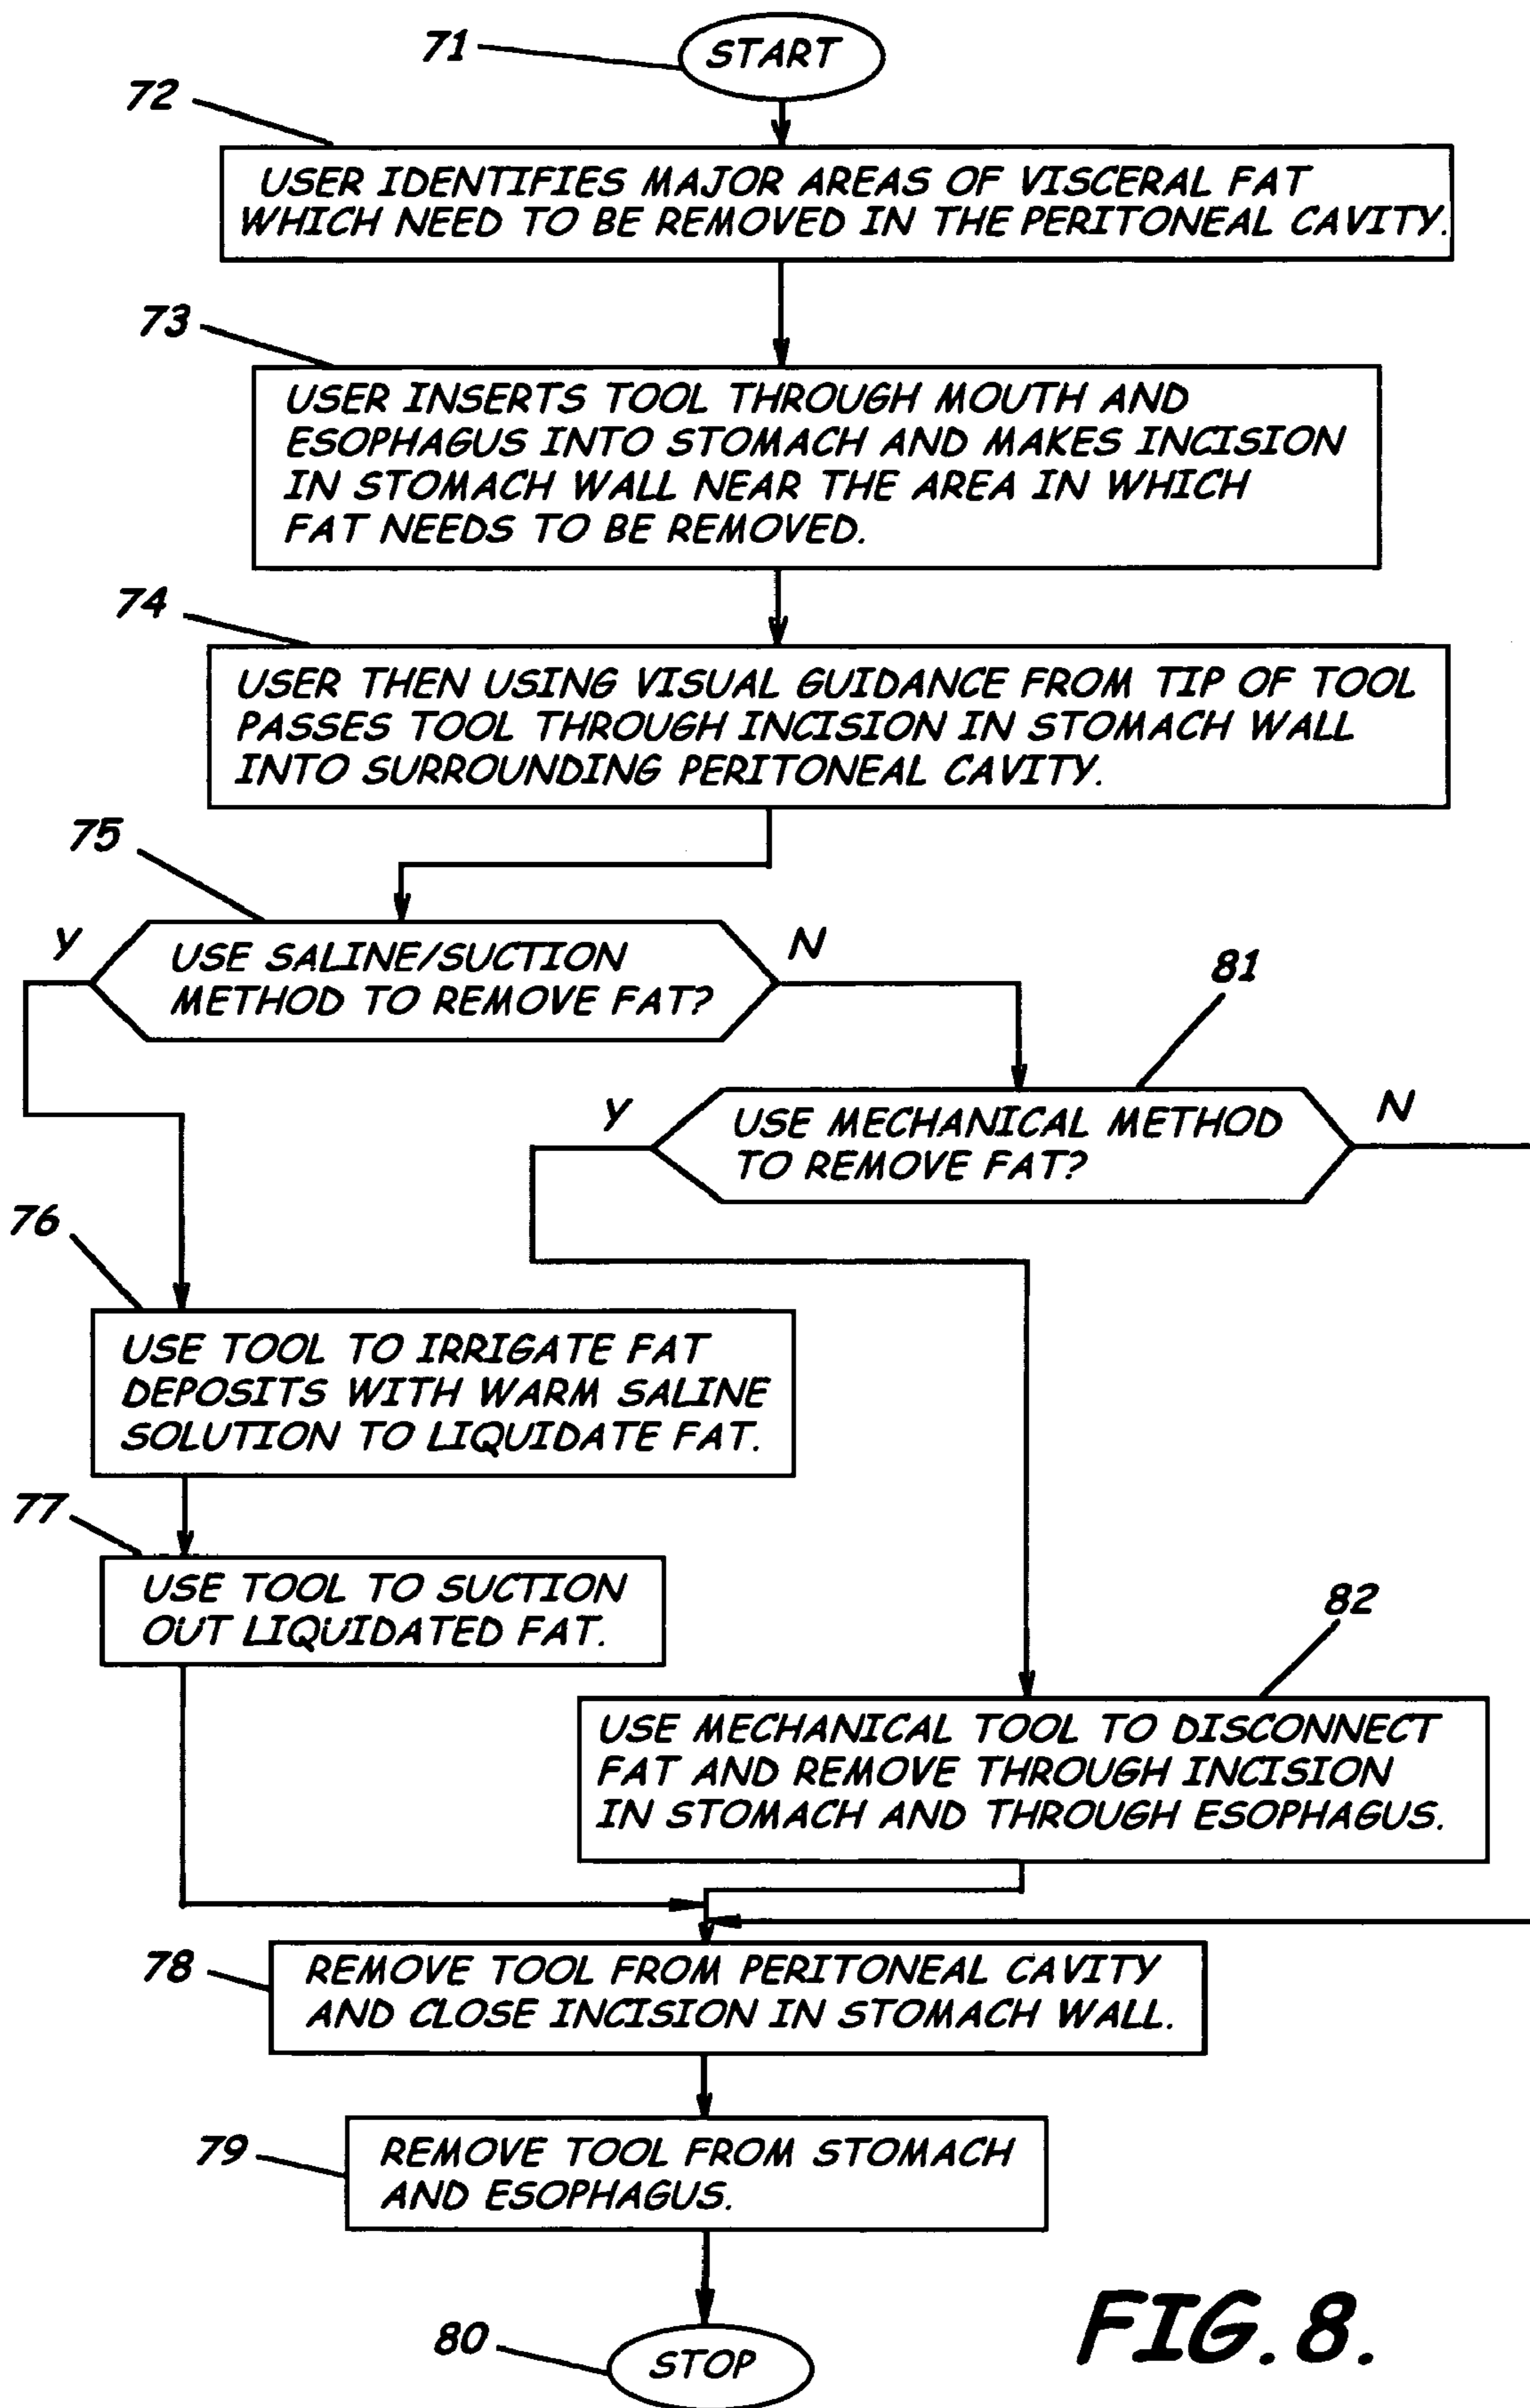 71
START
72
USER IDENTIFIES MAJOR AREAS OF VISCERAL FAT
WHICH NEED TO BE REMOVED IN THE PERITONEAL CAVITY.
73
USER INSERTS TOOL THROUGH MOUTH AND
ESOPHAGUS INTO STOMACH AND MAKES INCISION
IN STOMACH WALL NEAR THE AREA IN WHICH
FAT NEEDS TO BE REMOVED.
74
USER THEN USING VISUAL GUIDANCE FROM TIP OF TOOL
PASSES TOOL THROUGH INCISION IN STOMACH WALL
INTO SURROUNDING PERITONEAL CAVITY.
75
Y
USE SALINE/SUCTION
METHOD TO REMOVE FAT?
N
81
Y
USE MECHANICAL METHOD
TO REMOVE FAT?
N
76
USE TOOL TO IRRIGATE FAT
DEPOSITS WITH WARM SALINE
SOLUTION TO LIQUIDATE FAT.
77
USE TOOL TO SUCTION
OUT LIQUIDATED FAT.
82
USE MECHANICAL TOOL TO DISCONNECT
FAT AND REMOVE THROUGH INCISION
IN STOMACH AND THROUGH ESOPHAGUS.
78
REMOVE TOOL FROM PERITONEAL CAVITY
AND CLOSE INCISION IN STOMACH WALL.
79
REMOVE TOOL FROM STOMACH
AND ESOPHAGUS.
80
STOP
FIG. 8.